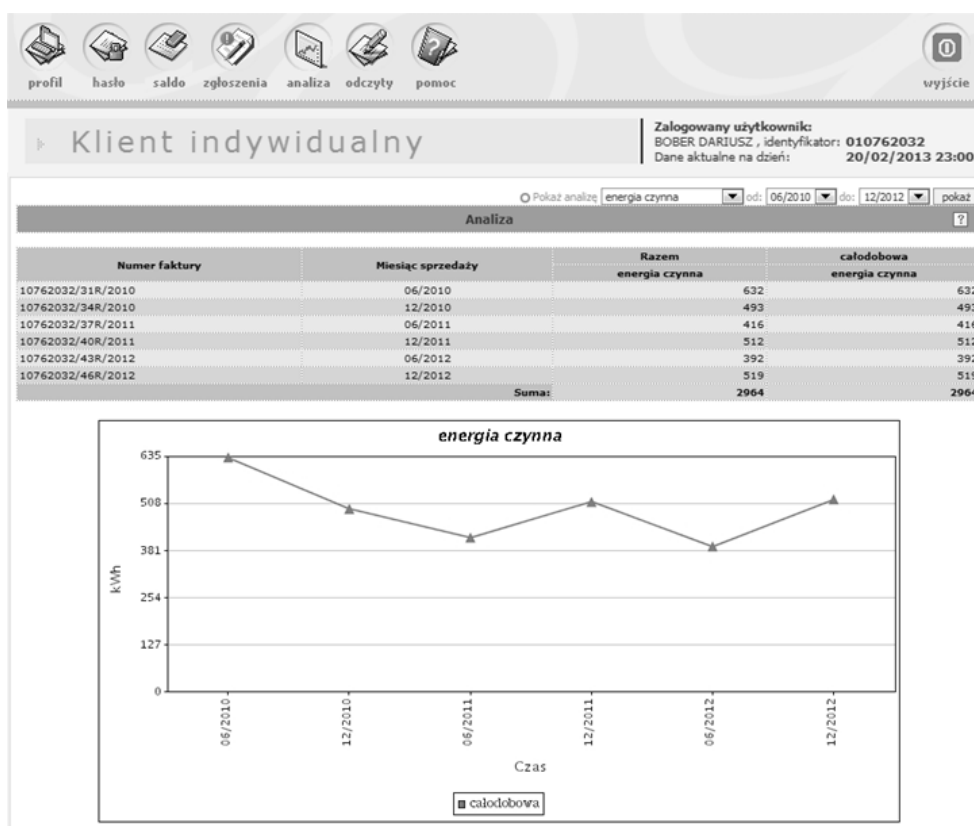 profil hasło saldo zgłoszenia analiza odczyty pomoc wyjście
Klient indywidualny
Zalogowany użytkownik:
BOBER DARIUSZ , identyfikator: 010762032
Dane aktualne na dzień: 20/02/2013 23:00
Pokaż analizę energia czynna od: 06/2010 do: 12/2012 pokaż
Analiza ?
Numer faktury Miesiąc sprzedaży Razem całodobowa
energia czynna energia czynna
10762032/31R/2010 06/2010 632 632
10762032/34R/2010 12/2010 493 493
10762032/37R/2011 06/2011 416 416
10762032/40R/2011 12/2011 512 512
10762032/43R/2012 06/2012 392 392
10762032/46R/2012 12/2012 519 519
Suma: 2964 2964
energia czynna
635
508
381
254
127
0
kWh
06/2010 12/2010 06/2011 12/2011 06/2012 12/2012
Czas
całodobowa